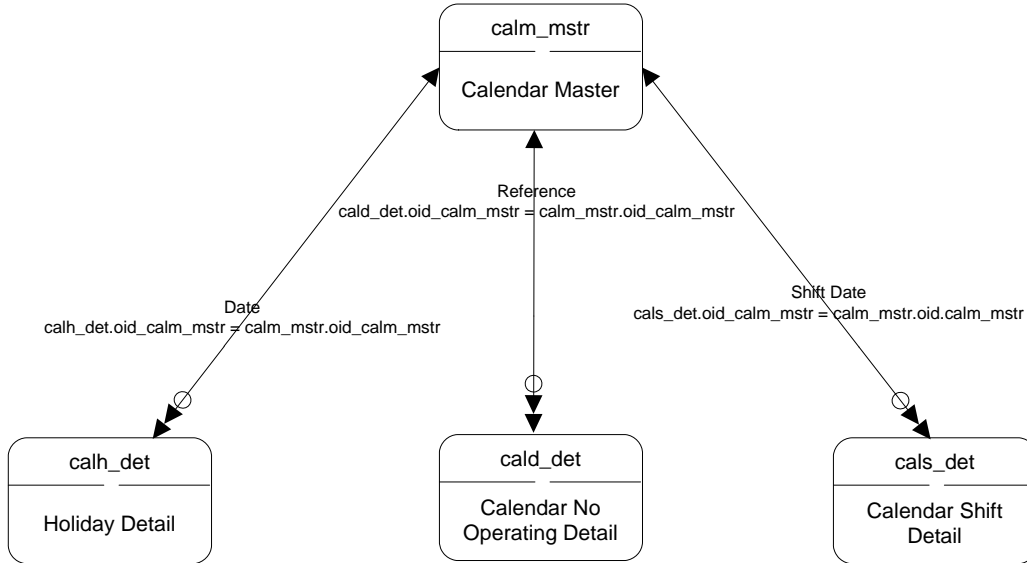 calm_mstr
Calendar Master
Reference
cald_det.oid_calm_mstr = calm_mstr.oid_calm_mstr
Date
calh_det.oid_calm_mstr = calm_mstr.oid_calm_mstr
Shift Date
cals_det.oid_calm_mstr = calm_mstr.oid.calm_mstr
calh_det
Holiday Detail
cald_det
Calendar No
Operating Detail
cals_det
Calendar Shift
Detail